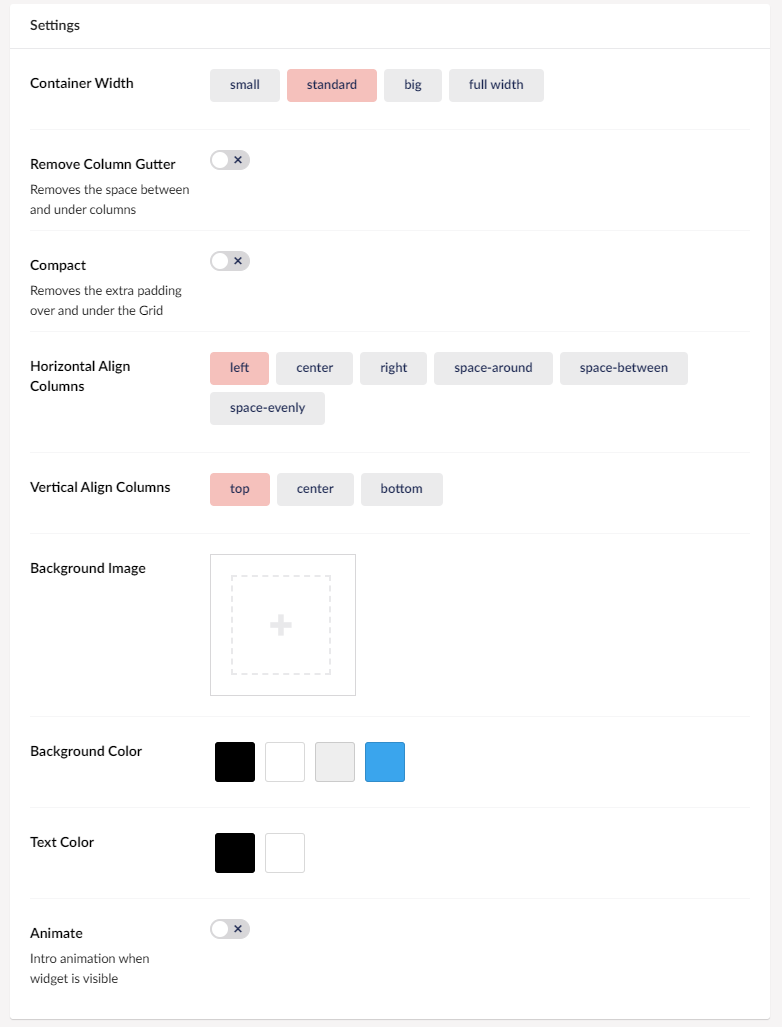 Settings
Container Width
small standard big full width
Remove Column Gutter
Removes the space between
and under columns
Compact
Removes the extra padding
over and under the Grid
Horizontal Align
Columns
left center right space-around space-between
space-evenly
Vertical Align Columns
top center bottom
Background Image
Background Color
Text Color
Animate
Intro animation when
widget is visible